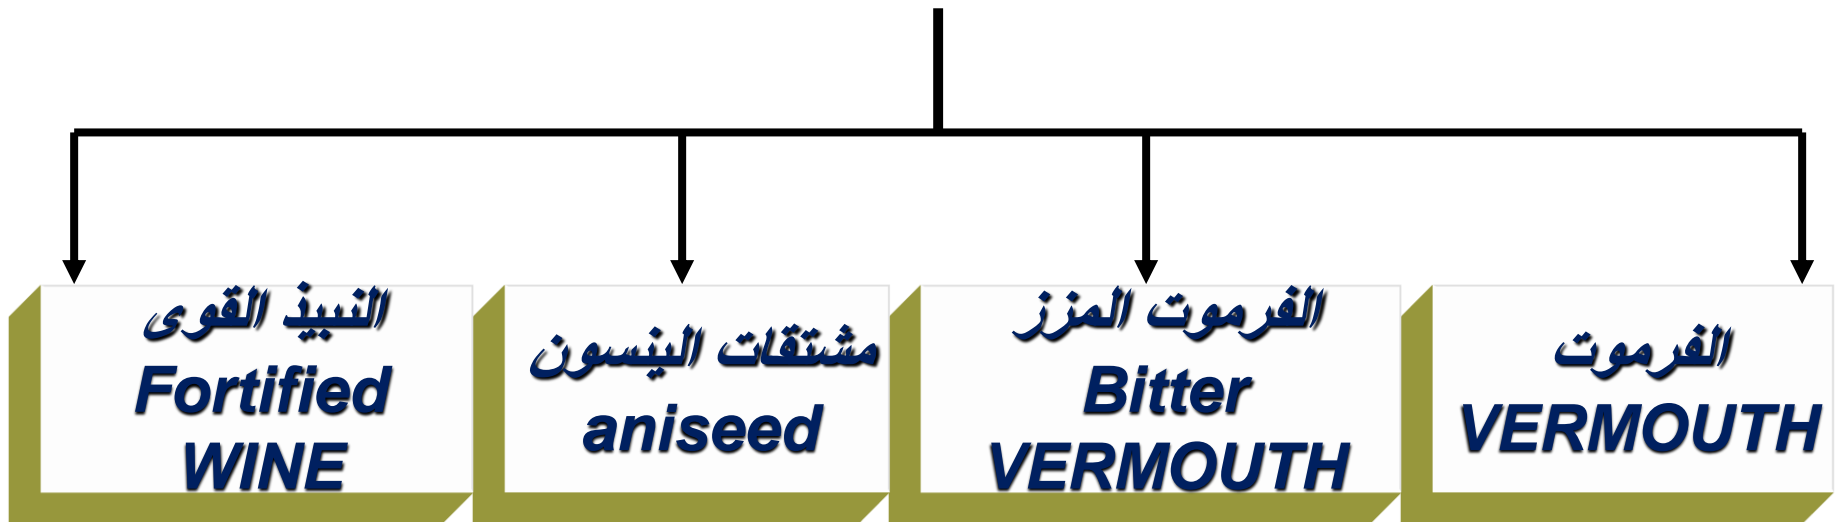 الفرموت
VERMOUTH
الفرموت المزز
Bitter
VERMOUTH
مشتقات الينسون
aniseed
النبيذ القوى
Fortified
WINE